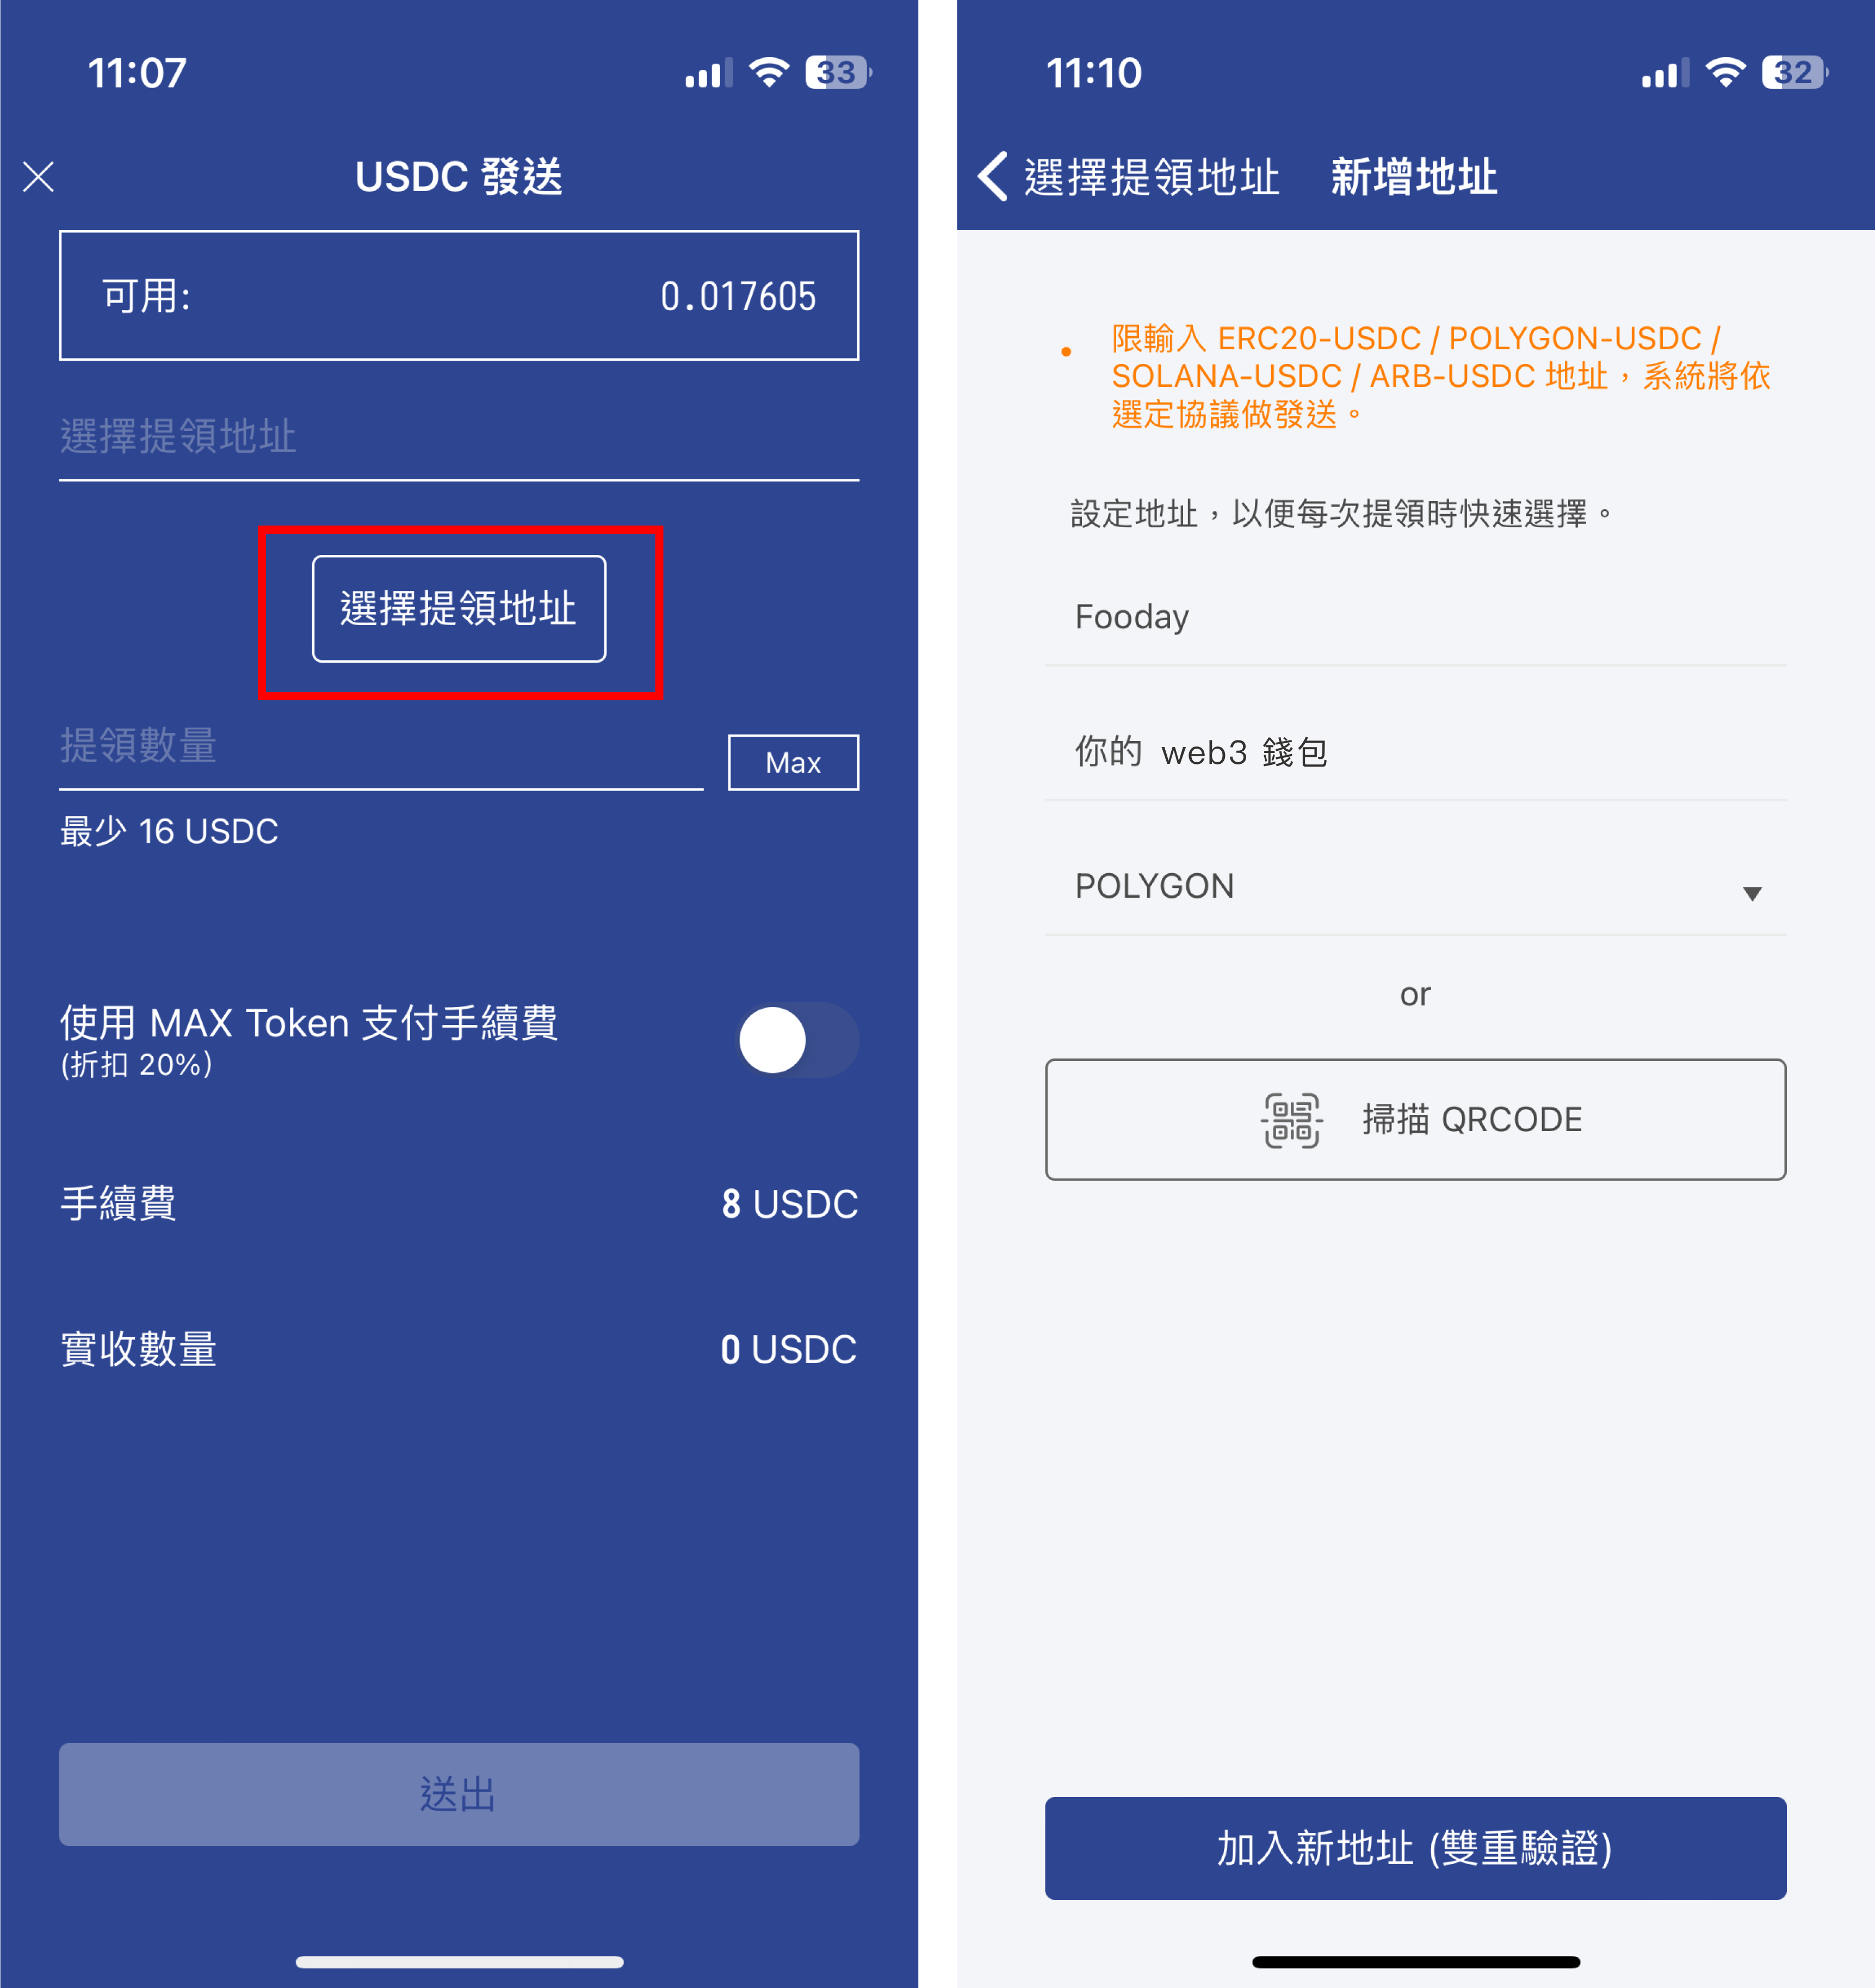 11:07
33
USDC 發送
可用:
0.017605
選擇提領地址
選擇提領地址
提領數量
Max
最少 16 USDC
使用 MAX Token 支付手續費
(折扣 20%)
手續費
8 USDC
實收數量
0 USDC
送出
11:10
32
選擇提領地址
新增地址
限輸入 ERC20-USDC / POLYGON-USDC /
SOLANA-USDC / ARB-USDC 地址，系統將依
選定協議做發送。
設定地址，以便每次提領時快速選擇。
Fooday
你的 web3 錢包
POLYGON
or
掃描 QRCODE
加入新地址 (雙重驗證)